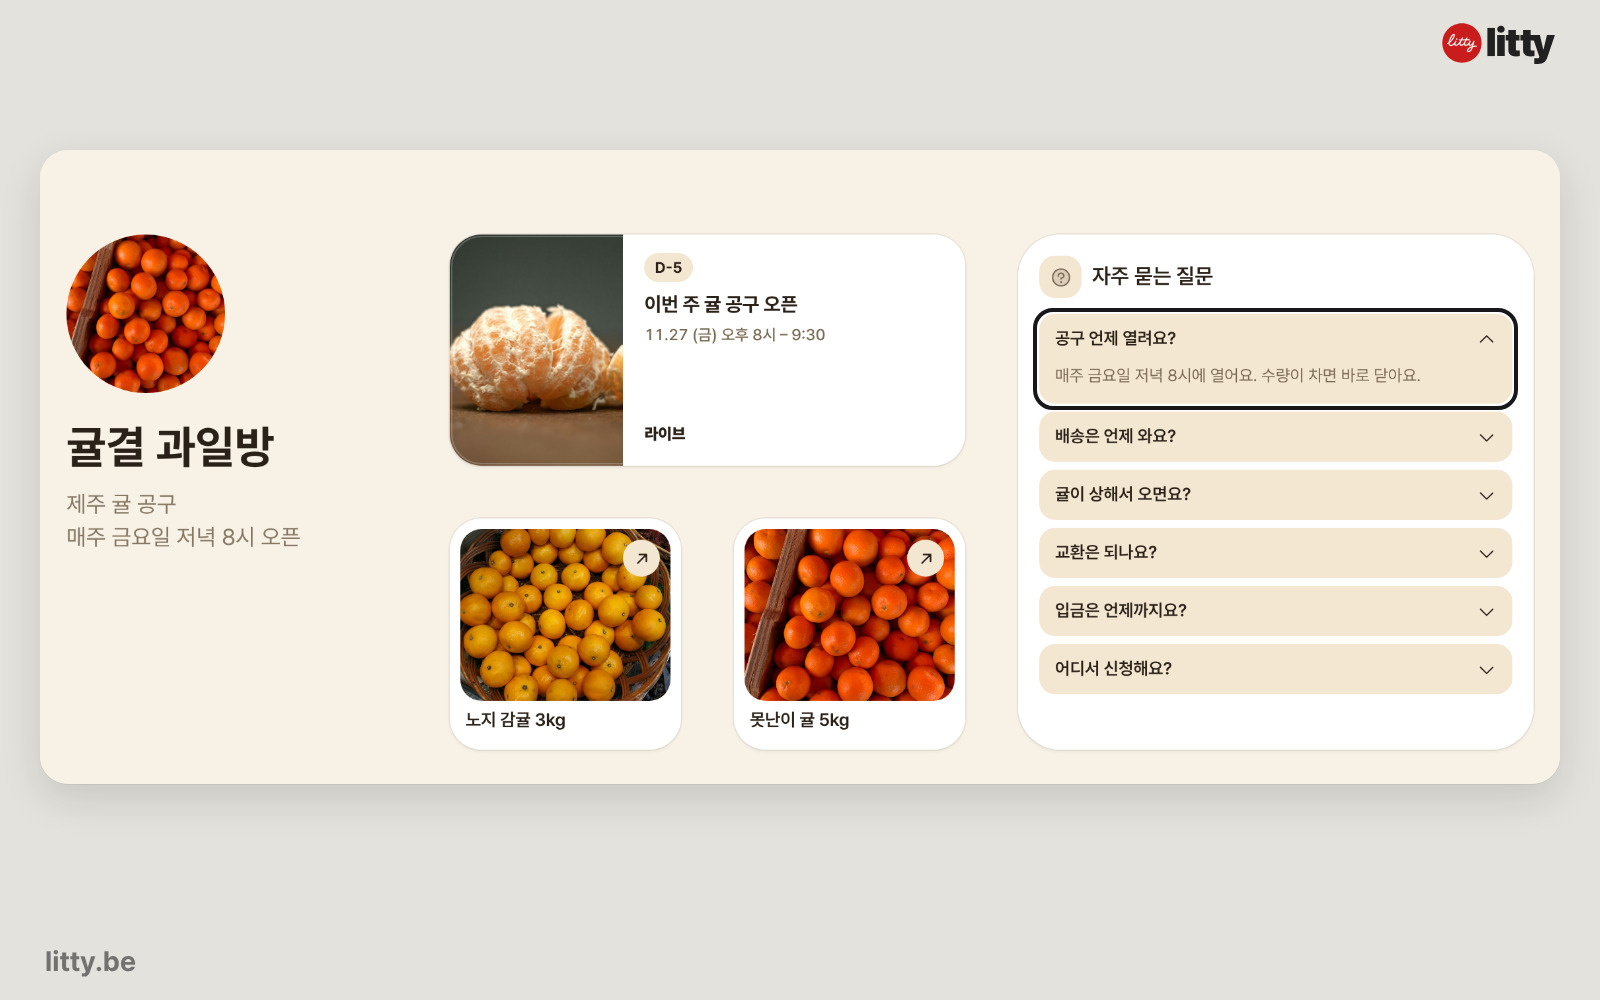 litty litty
귤결 과일방
제주 귤 공구
매주 금요일 저녁 8시 오픈
D-5
이번 주 귤 공구 오픈
11.27 (금) 오후 8시 – 9:30
라이브
노지 감귤 3kg
못난이 귤 5kg
자주 묻는 질문
공구 언제 열려요?
매주 금요일 저녁 8시에 열어요. 수량이 차면 바로 닫아요.
배송은 언제 와요?
귤이 상해서 오면요?
교환은 되나요?
입금은 언제까지요?
어디서 신청해요?
litty.be